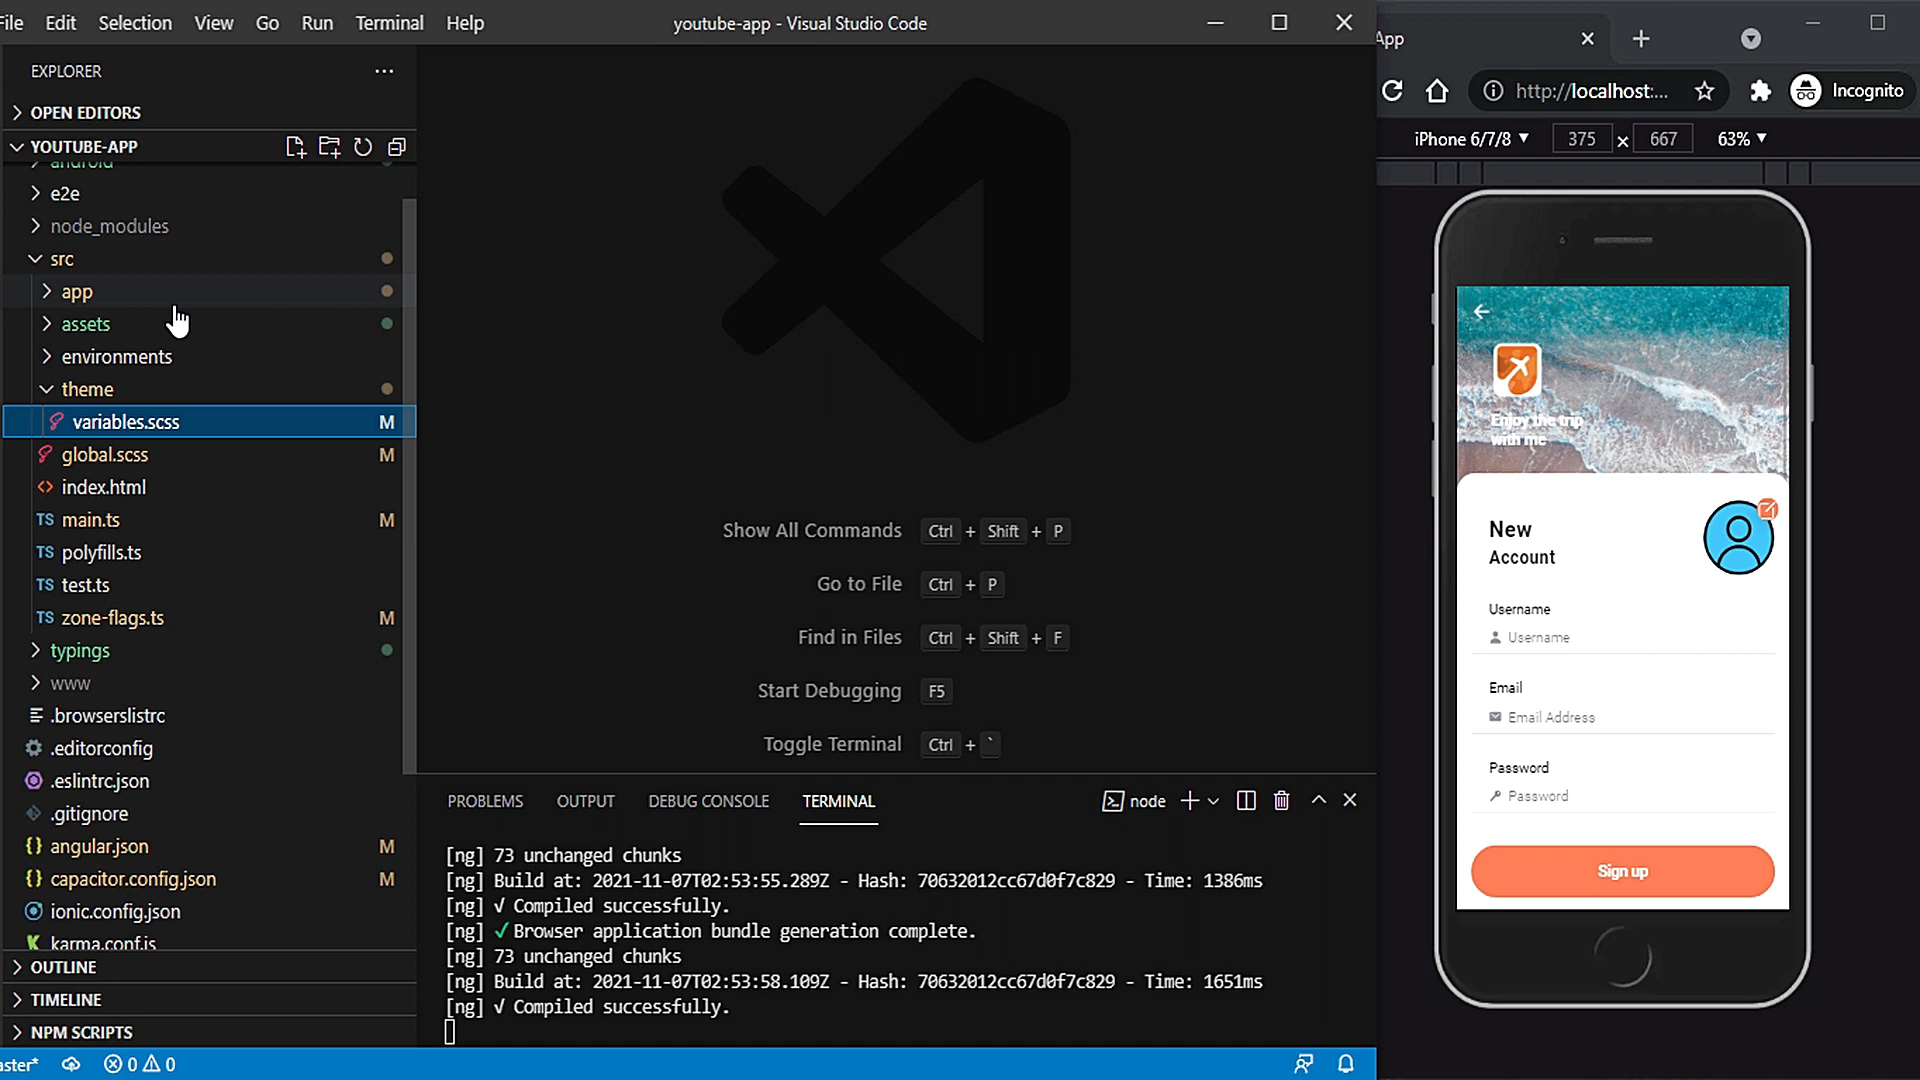 File Edit Selection View Go Run Terminal Help
youtube-app - Visual Studio Code
EXPLORER
OPEN EDITORS
YOUTUBE-APP
android
e2e
node_modules
src
app
assets
environments
theme
variables.scss M
global.scss M
index.html
TS main.ts M
TS polyfills.ts
TS test.ts
TS zone-flags.ts M
typings
www
.browserslistrc
.editorconfig
.eslintrc.json
.gitignore
{} angular.json M
{} capacitor.config.json M
ionic.config.json
karma.conf.js
OUTLINE
TIMELINE
NPM SCRIPTS
aster*
0 0
Show All Commands Ctrl + Shift + P
Go to File Ctrl + P
Find in Files Ctrl + Shift + F
Start Debugging F5
Toggle Terminal Ctrl + `
PROBLEMS OUTPUT DEBUG CONSOLE TERMINAL
node
[ng] 73 unchanged chunks
[ng] Build at: 2021-11-07T02:53:55.289Z - Hash: 70632012cc67d0f7c829 - Time: 1386ms
[ng] √ Compiled successfully.
[ng] ✓ Browser application bundle generation complete.
[ng] 73 unchanged chunks
[ng] Build at: 2021-11-07T02:53:58.109Z - Hash: 70632012cc67d0f7c829 - Time: 1651ms
[ng] √ Compiled successfully.
App
http://localhost:...
Incognito
iPhone 6/7/8 ▼ 375 x 667 63% ▼
Enjoy the trip
with me
New
Account
Username
Username
Email
Email Address
Password
Password
Sign up